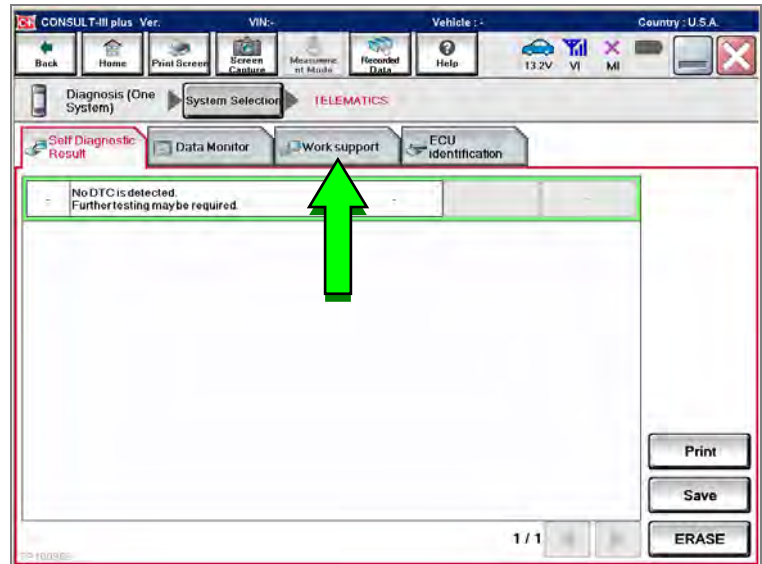 CONSULT-III plus Ver. VIN:- Vehicle : - Country : U.S.A.
Back Home Print Screen Screen Capture Measurement Mode Recorded Data Help 13.2V VI MI
Diagnosis (One System) System Selection TELEMATICS
Self Diagnostic Result Data Monitor Work support ECU identification
- No DTC is detected. - -
Further testing may be required.
Print
Save
1 / 1 ERASE